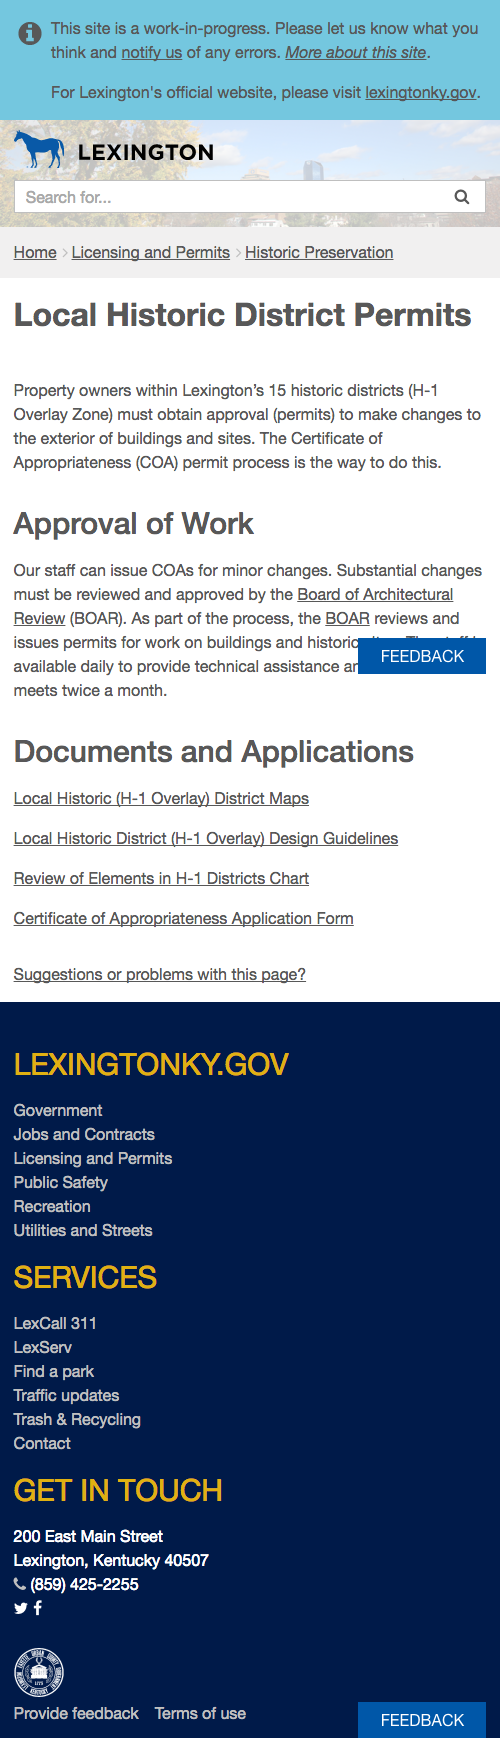 This site is a work-in-progress. Please let us know what you
think and notify us of any errors. More about this site.
For Lexington's official website, please visit lexingtonky.gov.
LEXINGTON
Search for...
Home > Licensing and Permits > Historic Preservation
Local Historic District Permits
Property owners within Lexington’s 15 historic districts (H-1
Overlay Zone) must obtain approval (permits) to make changes to
the exterior of buildings and sites. The Certificate of
Appropriateness (COA) permit process is the way to do this.
Approval of Work
Our staff can issue COAs for minor changes. Substantial changes
must be reviewed and approved by the Board of Architectural
Review (BOAR). As part of the process, the BOAR reviews and
issues permits for work on buildings and historic
available daily to provide technical assistance
meets twice a month.
FEEDBACK
Documents and Applications
Local Historic (H-1 Overlay) District Maps
Local Historic District (H-1 Overlay) Design Guidelines
Review of Elements in H-1 Districts Chart
Certificate of Appropriateness Application Form
Suggestions or problems with this page?
LEXINGTONKY.GOV
Government
Jobs and Contracts
Licensing and Permits
Public Safety
Recreation
Utilities and Streets
SERVICES
LexCall 311
LexServ
Find a park
Traffic updates
Trash & Recycling
Contact
GET IN TOUCH
200 East Main Street
Lexington, Kentucky 40507
(859) 425-2255
Provide feedback Terms of use
FEEDBACK